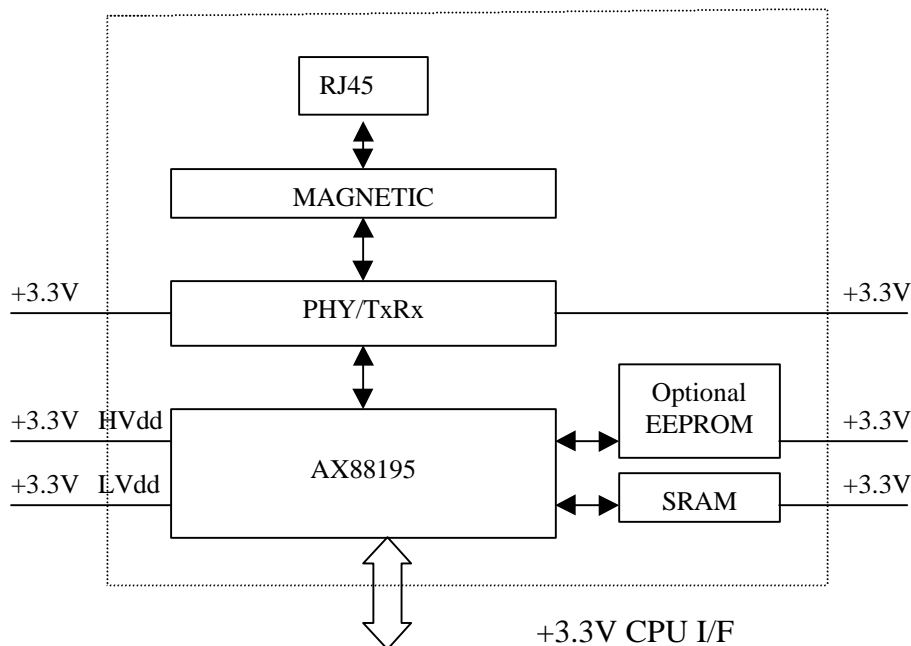 RJ45
MAGNETIC
+3.3V
PHY/TxRx
+3.3V
Optional
EEPROM
+3.3V HVdd
+3.3V
AX88195
+3.3V LVdd
SRAM
+3.3V
+3.3V CPU I/F